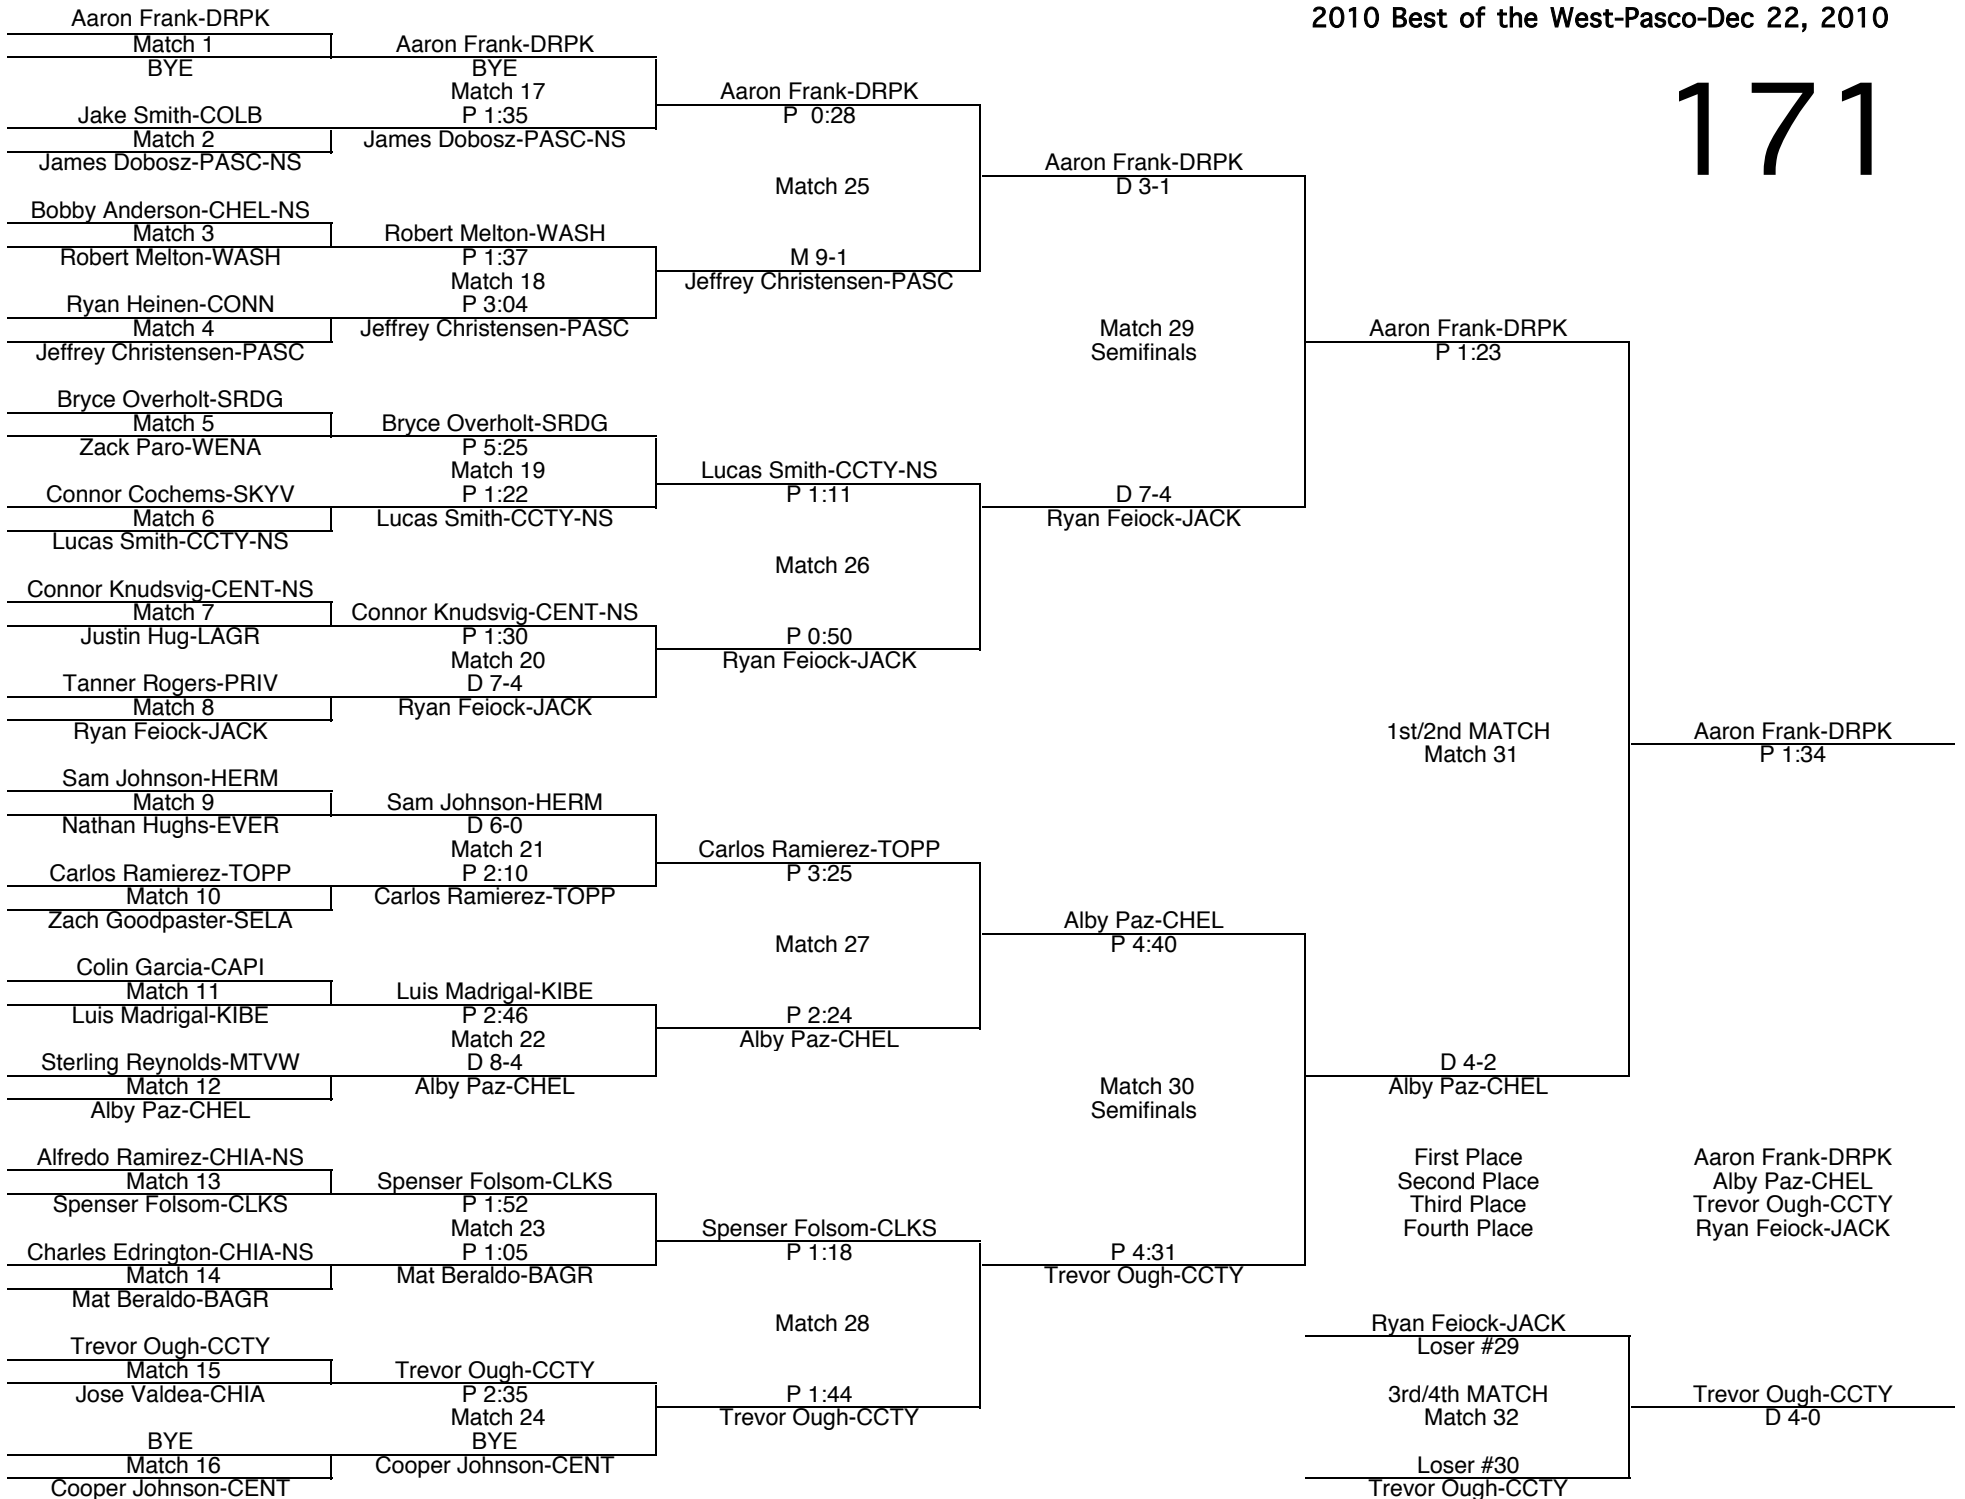 2010 Best of the West-Pasco-Dec 22, 2010
171
Aaron Frank-DRPK
Match 1
BYE
Jake Smith-COLB
Match 2
James Dobosz-PASC-NS
Bobby Anderson-CHEL-NS
Match 3
Robert Melton-WASH
Ryan Heinen-CONN
Match 4
Jeffrey Christensen-PASC
Bryce Overholt-SRDG
Match 5
Zack Paro-WENA
Connor Cochems-SKYV
Match 6
Lucas Smith-CCTY-NS
Connor Knudsvig-CENT-NS
Match 7
Justin Hug-LAGR
Tanner Rogers-PRIV
Match 8
Ryan Feiock-JACK
Sam Johnson-HERM
Match 9
Nathan Hughs-EVER
Carlos Ramierez-TOPP
Match 10
Zach Goodpaster-SELA
Colin Garcia-CAPI
Match 11
Luis Madrigal-KIBE
Sterling Reynolds-MTVW
Match 12
Alby Paz-CHEL
Alfredo Ramirez-CHIA-NS
Match 13
Spenser Folsom-CLKS
Charles Edrington-CHIA-NS
Match 14
Mat Beraldo-BAGR
Trevor Ough-CCTY
Match 15
Jose Valdea-CHIA
BYE
Match 16
Cooper Johnson-CENT
Aaron Frank-DRPK
BYE
Match 17
P 1:35
James Dobosz-PASC-NS
Robert Melton-WASH
P 1:37
Match 18
P 3:04
Jeffrey Christensen-PASC
Bryce Overholt-SRDG
P 5:25
Match 19
P 1:22
Lucas Smith-CCTY-NS
Connor Knudsvig-CENT-NS
P 1:30
Match 20
D 7-4
Ryan Feiock-JACK
Sam Johnson-HERM
D 6-0
Match 21
P 2:10
Carlos Ramierez-TOPP
Luis Madrigal-KIBE
P 2:46
Match 22
D 8-4
Alby Paz-CHEL
Spenser Folsom-CLKS
P 1:52
Match 23
P 1:05
Mat Beraldo-BAGR
Trevor Ough-CCTY
P 2:35
Match 24
BYE
Cooper Johnson-CENT
Aaron Frank-DRPK
P 0:28
Match 25
M 9-1
Jeffrey Christensen-PASC
Lucas Smith-CCTY-NS
P 1:11
Match 26
P 0:50
Ryan Feiock-JACK
Carlos Ramierez-TOPP
P 3:25
Match 27
P 2:24
Alby Paz-CHEL
Spenser Folsom-CLKS
P 1:18
Match 28
P 1:44
Trevor Ough-CCTY
Aaron Frank-DRPK
D 3-1
Match 29
Semifinals
D 7-4
Ryan Feiock-JACK
Alby Paz-CHEL
P 4:40
Match 30
Semifinals
P 4:31
Trevor Ough-CCTY
Aaron Frank-DRPK
P 1:23
1st/2nd MATCH
Match 31
D 4-2
Alby Paz-CHEL
Aaron Frank-DRPK
P 1:34
First Place Aaron Frank-DRPK
Second Place Alby Paz-CHEL
Third Place Trevor Ough-CCTY
Fourth Place Ryan Feiock-JACK
Ryan Feiock-JACK
Loser #29
3rd/4th MATCH
Match 32
Loser #30
Trevor Ough-CCTY
Trevor Ough-CCTY
D 4-0